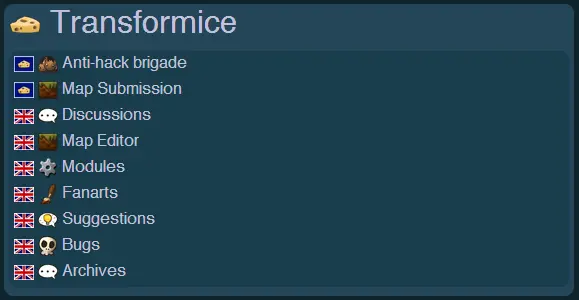 Transformice
Anti-hack brigade
Map Submission
Discussions
Map Editor
Modules
Fanarts
Suggestions
Bugs
Archives